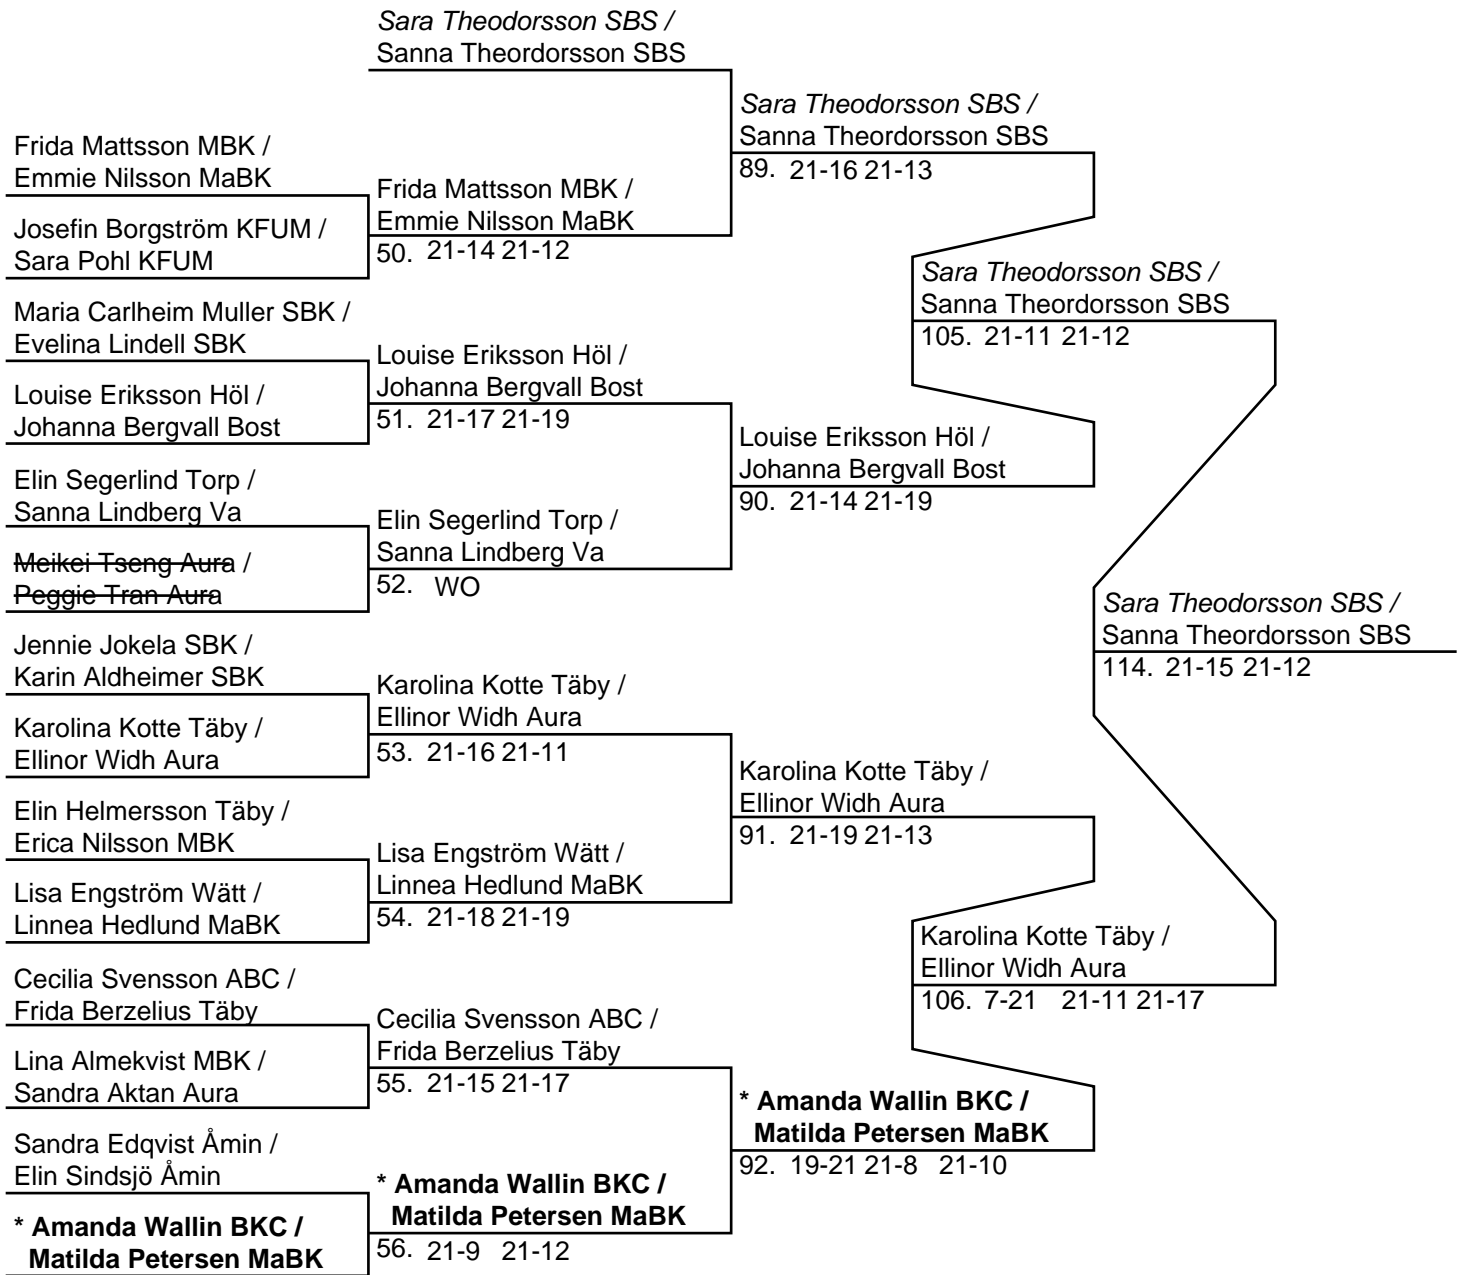 Sara Theodorsson SBS /
Sanna Theordorsson SBS
Frida Mattsson MBK /
Emmie Nilsson MaBK
Josefin Borgström KFUM /
Sara Pohl KFUM
Maria Carlheim Muller SBK /
Evelina Lindell SBK
Louise Eriksson Höl /
Johanna Bergvall Bost
Elin Segerlind Torp /
Sanna Lindberg Va
Meikei Tseng Aura /
Peggie Tran Aura
Jennie Jokela SBK /
Karin Aldheimer SBK
Karolina Kotte Täby /
Ellinor Widh Aura
Elin Helmersson Täby /
Erica Nilsson MBK
Lisa Engström Wätt /
Linnea Hedlund MaBK
Cecilia Svensson ABC /
Frida Berzelius Täby
Lina Almekvist MBK /
Sandra Aktan Aura
Sandra Edqvist Åmin /
Elin Sindsjö Åmin
* Amanda Wallin BKC /
Matilda Petersen MaBK
Frida Mattsson MBK /
Emmie Nilsson MaBK
50. 21-14 21-12
Louise Eriksson Höl /
Johanna Bergvall Bost
51. 21-17 21-19
Elin Segerlind Torp /
Sanna Lindberg Va
52. WO
Karolina Kotte Täby /
Ellinor Widh Aura
53. 21-16 21-11
Lisa Engström Wätt /
Linnea Hedlund MaBK
54. 21-18 21-19
Cecilia Svensson ABC /
Frida Berzelius Täby
55. 21-15 21-17
* Amanda Wallin BKC /
Matilda Petersen MaBK
56. 21-9 21-12
Sara Theodorsson SBS /
Sanna Theordorsson SBS
89. 21-16 21-13
Louise Eriksson Höl /
Johanna Bergvall Bost
90. 21-14 21-19
Karolina Kotte Täby /
Ellinor Widh Aura
91. 21-19 21-13
* Amanda Wallin BKC /
Matilda Petersen MaBK
92. 19-21 21-8 21-10
Sara Theodorsson SBS /
Sanna Theordorsson SBS
105. 21-11 21-12
Karolina Kotte Täby /
Ellinor Widh Aura
106. 7-21 21-11 21-17
Sara Theodorsson SBS /
Sanna Theordorsson SBS
114. 21-15 21-12